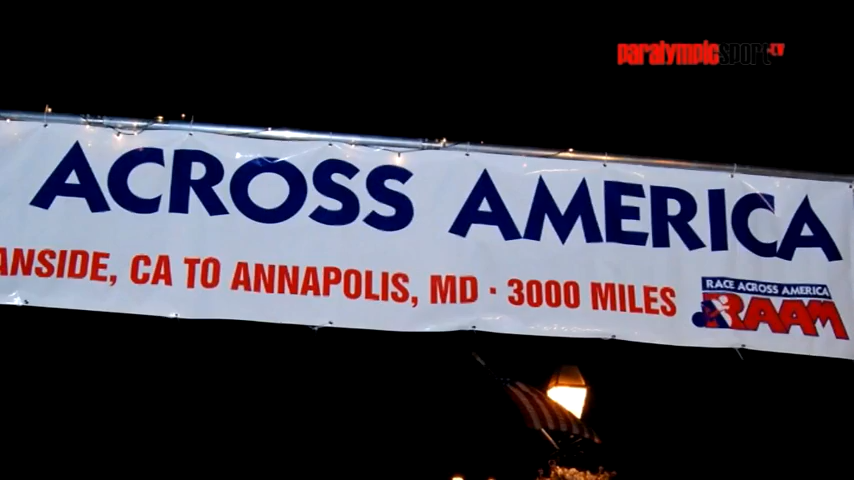 paralympicsport.tv
ACROSS AMERICA
ANSIDE, CA TO ANNAPOLIS, MD · 3000 MILES
RACE ACROSS AMERICA
RAAM